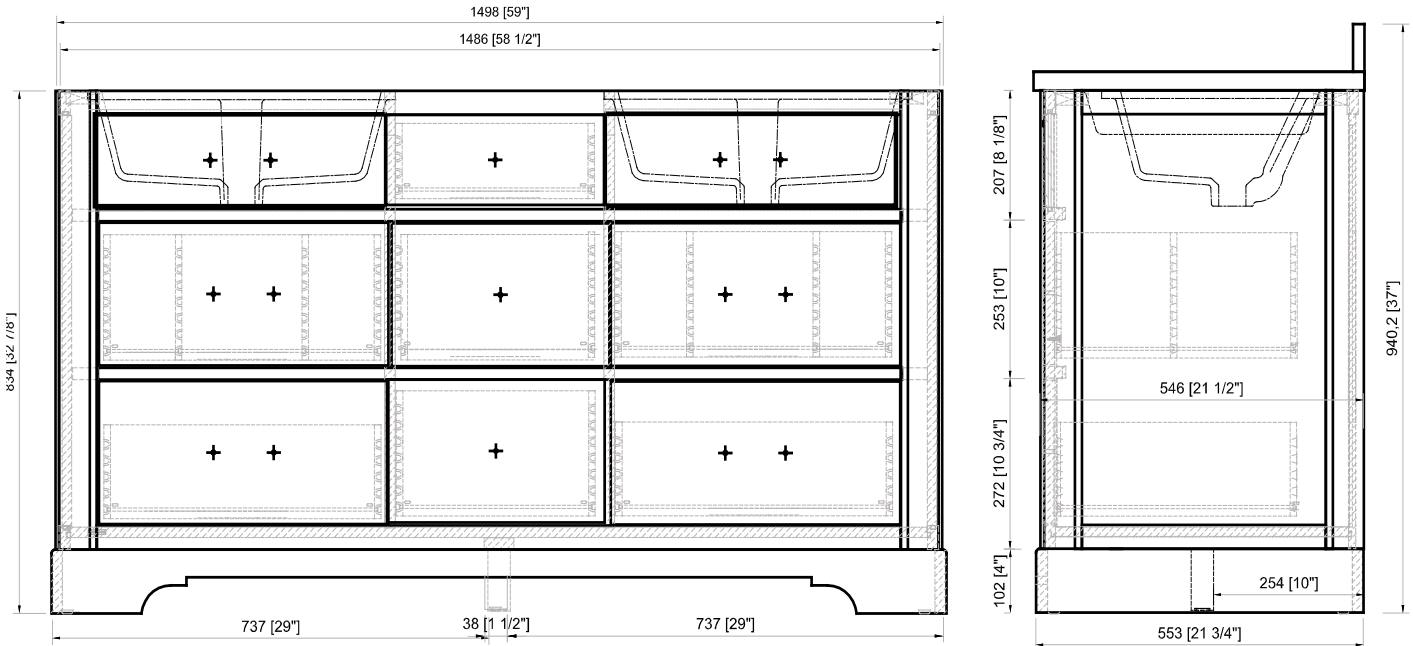 1498 [59"]
1486 [58 1/2"]
834 [32 7/8"]
737 [29"]
38 [1 1/2"]
737 [29"]
207 [8 1/8"]
253 [10"]
272 [10 3/4"]
102 [4"]
546 [21 1/2"]
254 [10"]
553 [21 3/4"]
940,2 [37"]